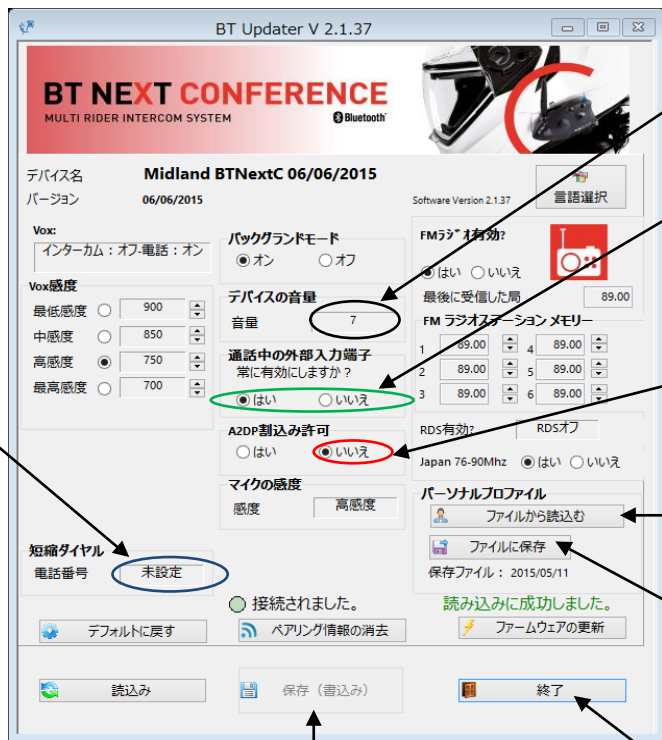 BT Updater V 2.1.37
BT NEXT CONFERENCE
MULTI RIDER INTERCOM SYSTEM
Bluetooth
デバイス名 Midland BTNextC 06/06/2015
バージョン 06/06/2015
Software Version 2.1.37
言語選択
Vox:
インターカム：オフ-電話：オン
Vox感度
最低感度 900
中感度 850
高感度 750
最高感度 700
バックグランドモード
オン オフ
デバイスの音量
音量 7
通話中の外部入力端子
常に有効にしますか？
はい いいえ
A2DP割込み許可
はい いいえ
マイクの感度
感度 高感度
FMﾗｼﾞｵ有効?
はい いいえ
最後に受信した局 89.00
FM ラジオステーション メモリー
1 89.00 4 89.00
2 89.00 5 89.00
3 89.00 6 89.00
RDS有効? RDSオフ
Japan 76-90Mhz はい いいえ
パーソナルプロファイル
ファイルから読込む
ファイルに保存
保存ファイル： 2015/05/11
短縮ダイヤル
電話番号 未設定
接続されました。
読み込みに成功しました。
デフォルトに戻す
ペアリング情報の消去
ファームウェアの更新
読込み
保存（書込み）
終了